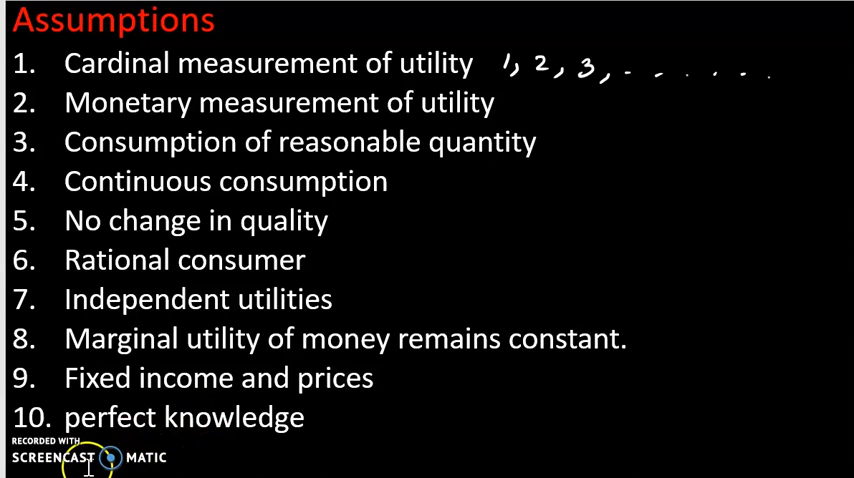 Assumptions
1. Cardinal measurement of utility 1, 2, 3, - - . . - .
2. Monetary measurement of utility
3. Consumption of reasonable quantity
4. Continuous consumption
5. No change in quality
6. Rational consumer
7. Independent utilities
8. Marginal utility of money remains constant.
9. Fixed income and prices
10. perfect knowledge
RECORDED WITH
SCREENCAST MATIC